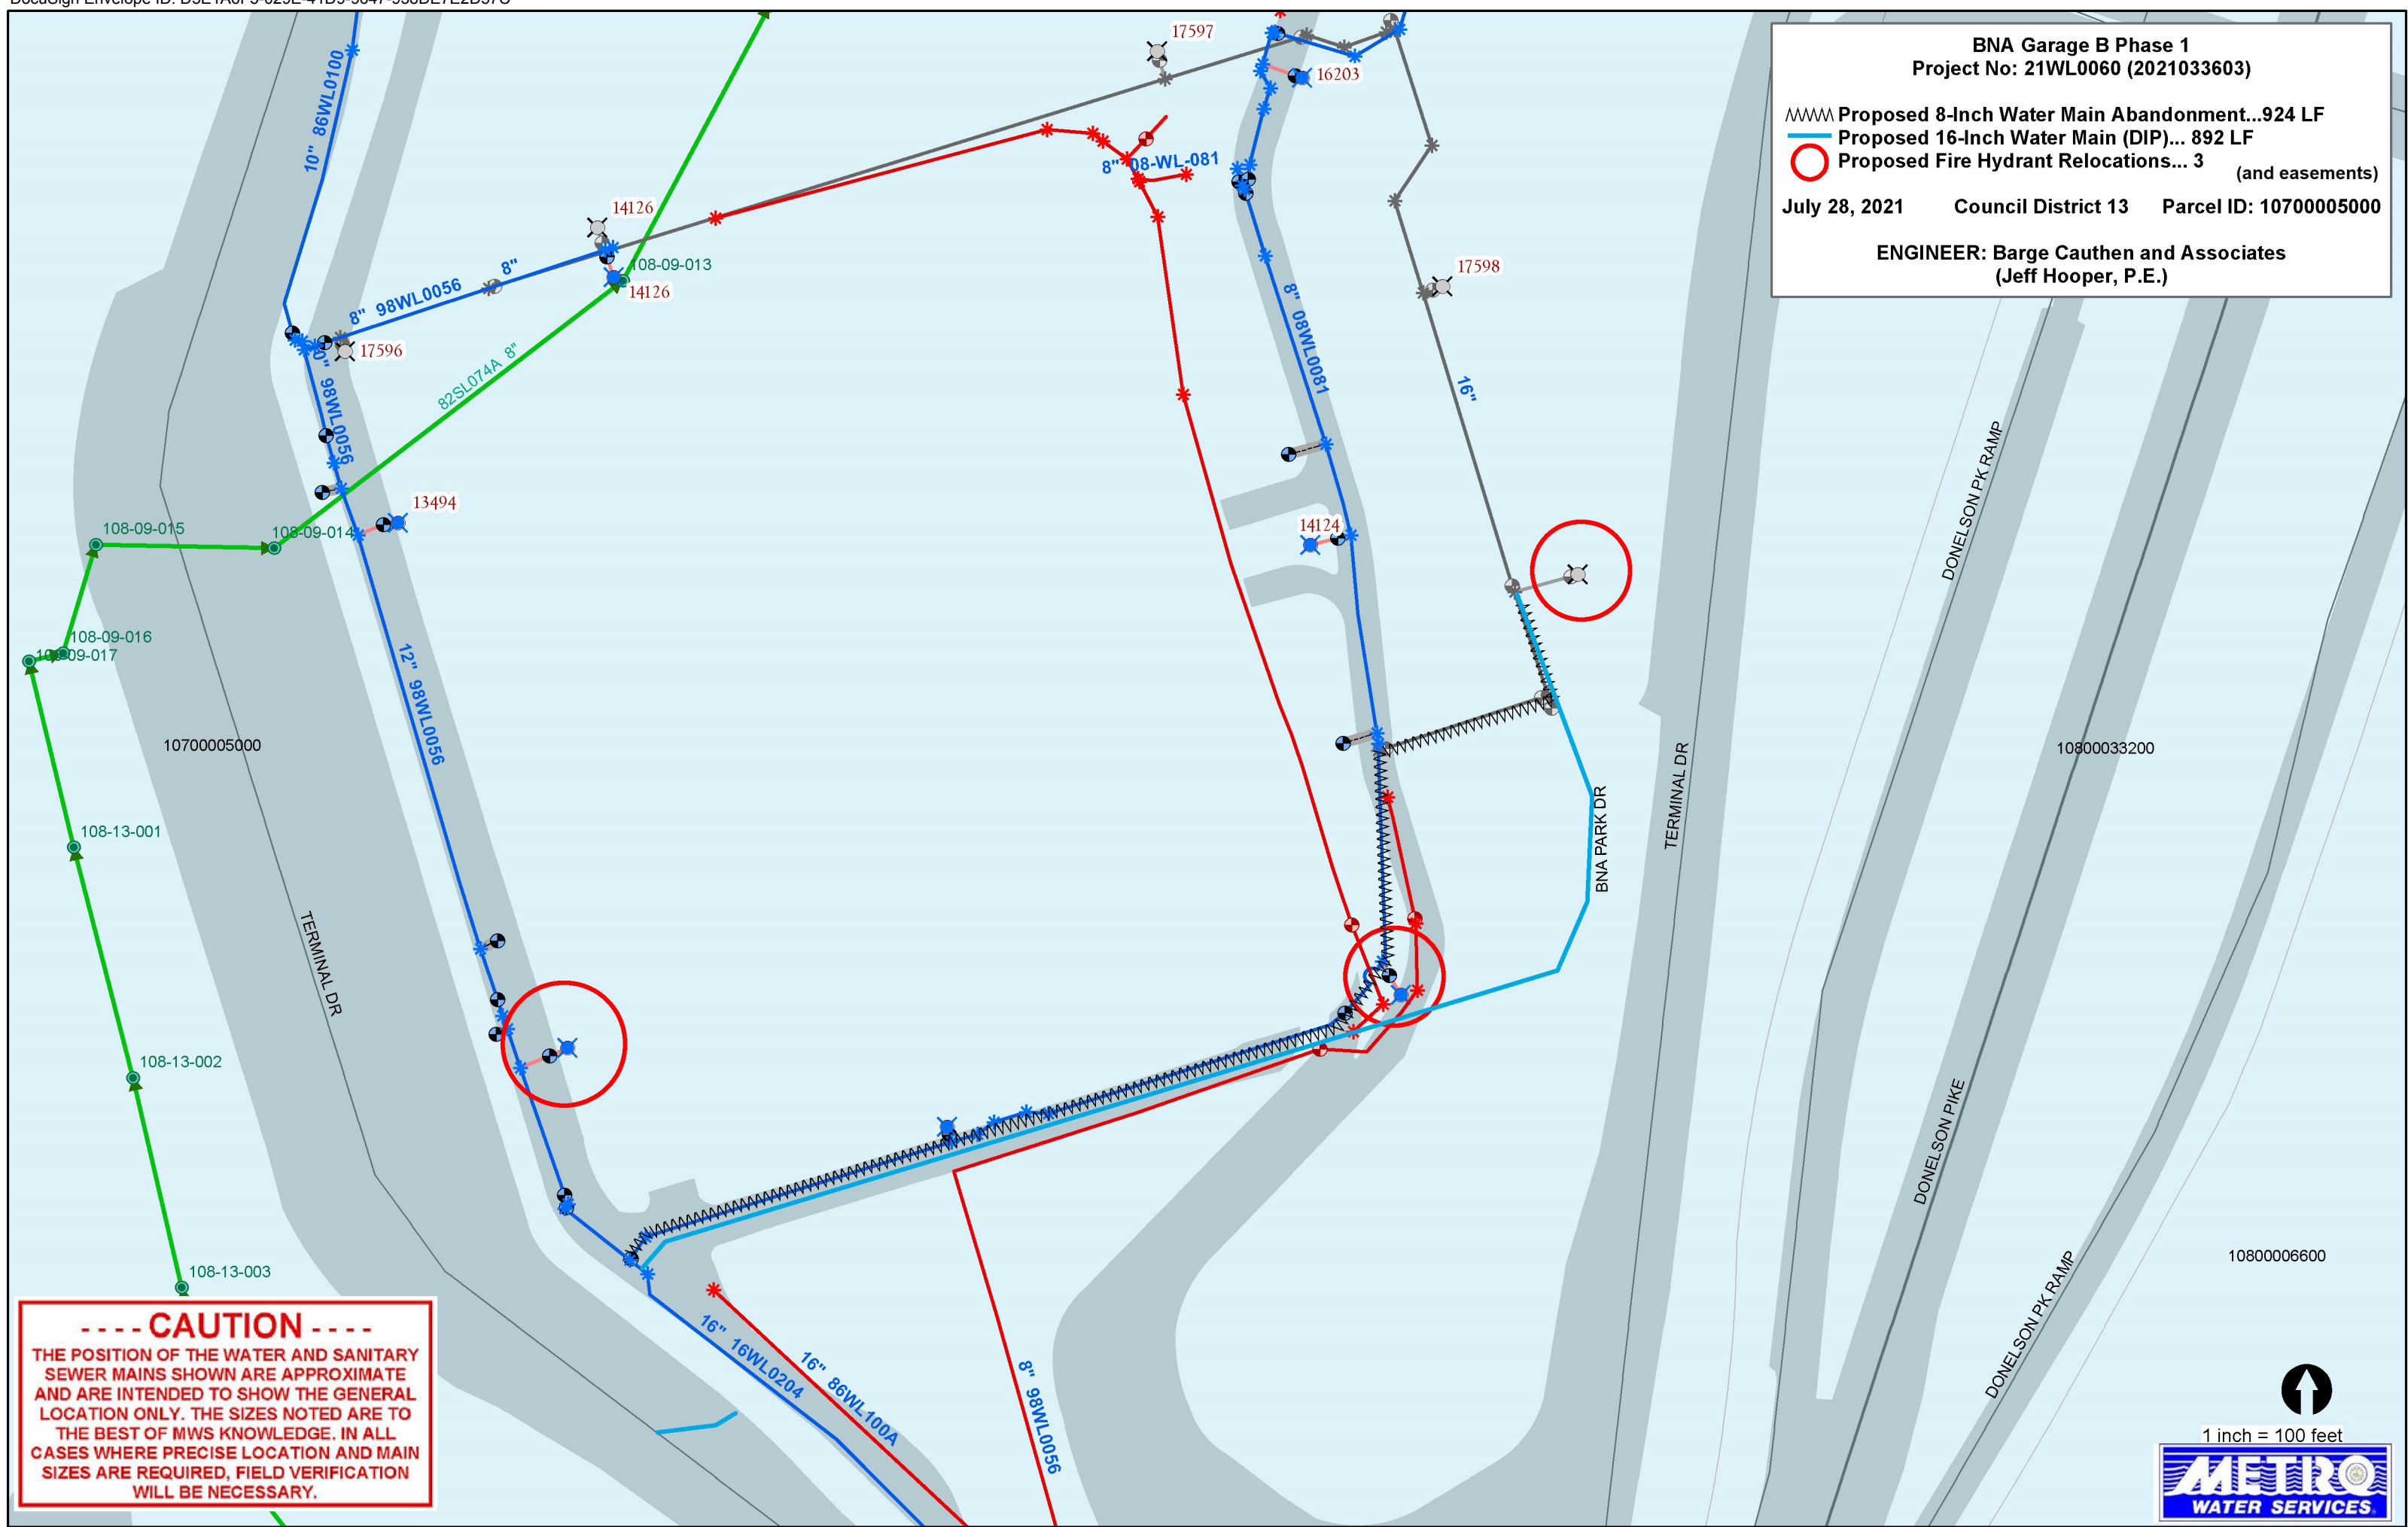 BNA Garage B Phase 1
Project No: 21WL0060 (2021033603)
Proposed 8-Inch Water Main Abandonment...924 LF
Proposed 16-Inch Water Main (DIP)... 892 LF
Proposed Fire Hydrant Relocations... 3
(and easements)
July 28, 2021 Council District 13 Parcel ID: 10700005000
ENGINEER: Barge Cauthen and Associates
(Jeff Hooper, P.E.)
10" 86WL0100
17597
16203
8" 08-WL-081
14126
108-09-013
14126
8" 98WL0056 8"
17596
98WL0056
82SL074A 8"
17598
8" 08WL0081
16"
13494
14124
108-09-015
108-09-014
108-09-016
108-09-017
12" 98WL0056
10700005000
108-13-001
108-13-002
108-13-003
TERMINAL DR
BNA PARK DR
TERMINAL DR
DONELSON PK RAMP
10800033200
DONELSON PIKE
DONELSON PK RAMP
10800006600
16" 16WL0204
16" 86WL100A
8" 98WL0056
- - - - CAUTION - - - -
THE POSITION OF THE WATER AND SANITARY
SEWER MAINS SHOWN ARE APPROXIMATE
AND ARE INTENDED TO SHOW THE GENERAL
LOCATION ONLY. THE SIZES NOTED ARE TO
THE BEST OF MWS KNOWLEDGE. IN ALL
CASES WHERE PRECISE LOCATION AND MAIN
SIZES ARE REQUIRED, FIELD VERIFICATION
WILL BE NECESSARY.
1 inch = 100 feet
METRO
WATER SERVICES